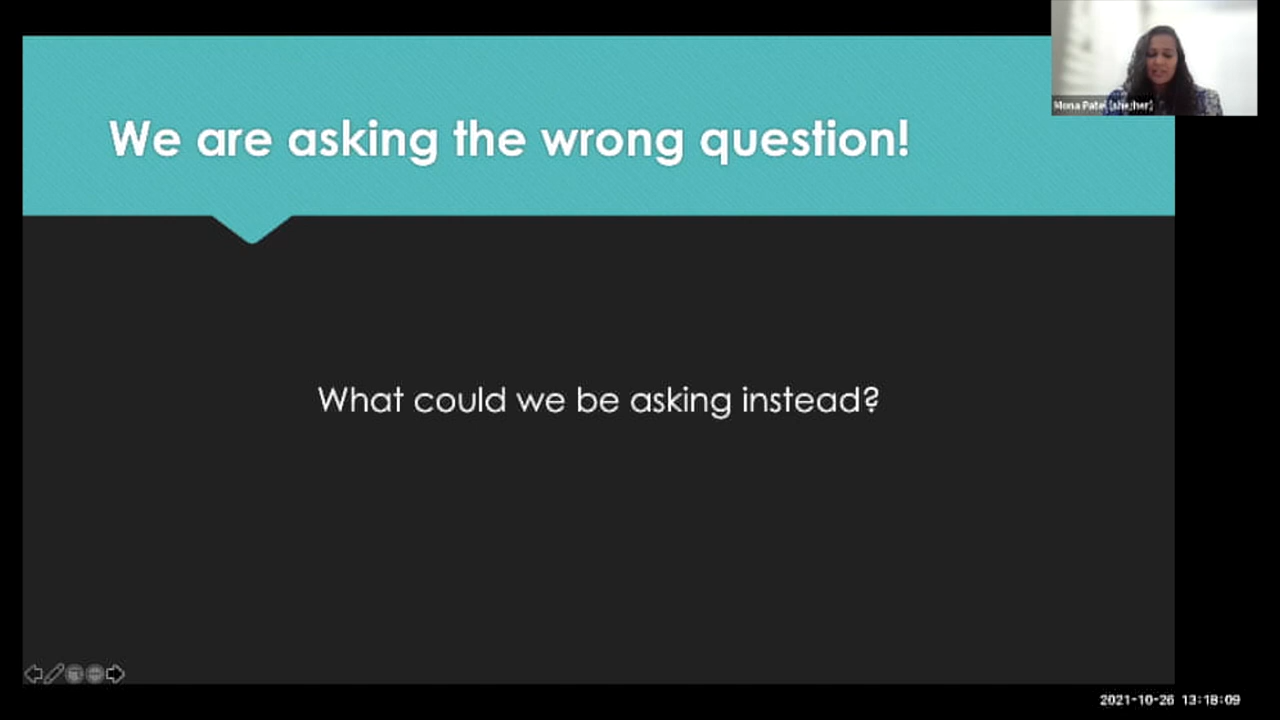 We are asking the wrong question!
Mona Patel (she/her)
What could we be asking instead?
2021-10-26 13:18:09